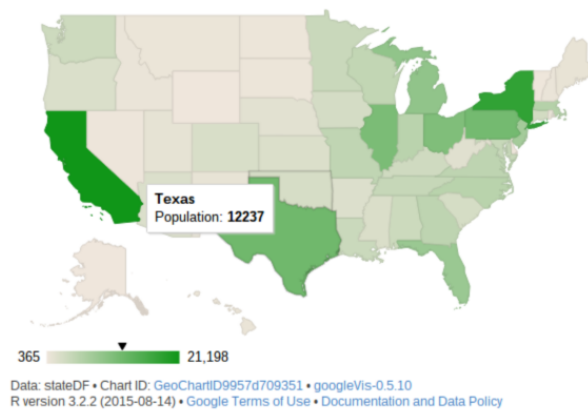 Texas
Population: 12237
365 21,198
Data: stateDF • Chart ID: GeoChartID9957d709351 • googleVis-0.5.10
R version 3.2.2 (2015-08-14) • Google Terms of Use • Documentation and Data Policy